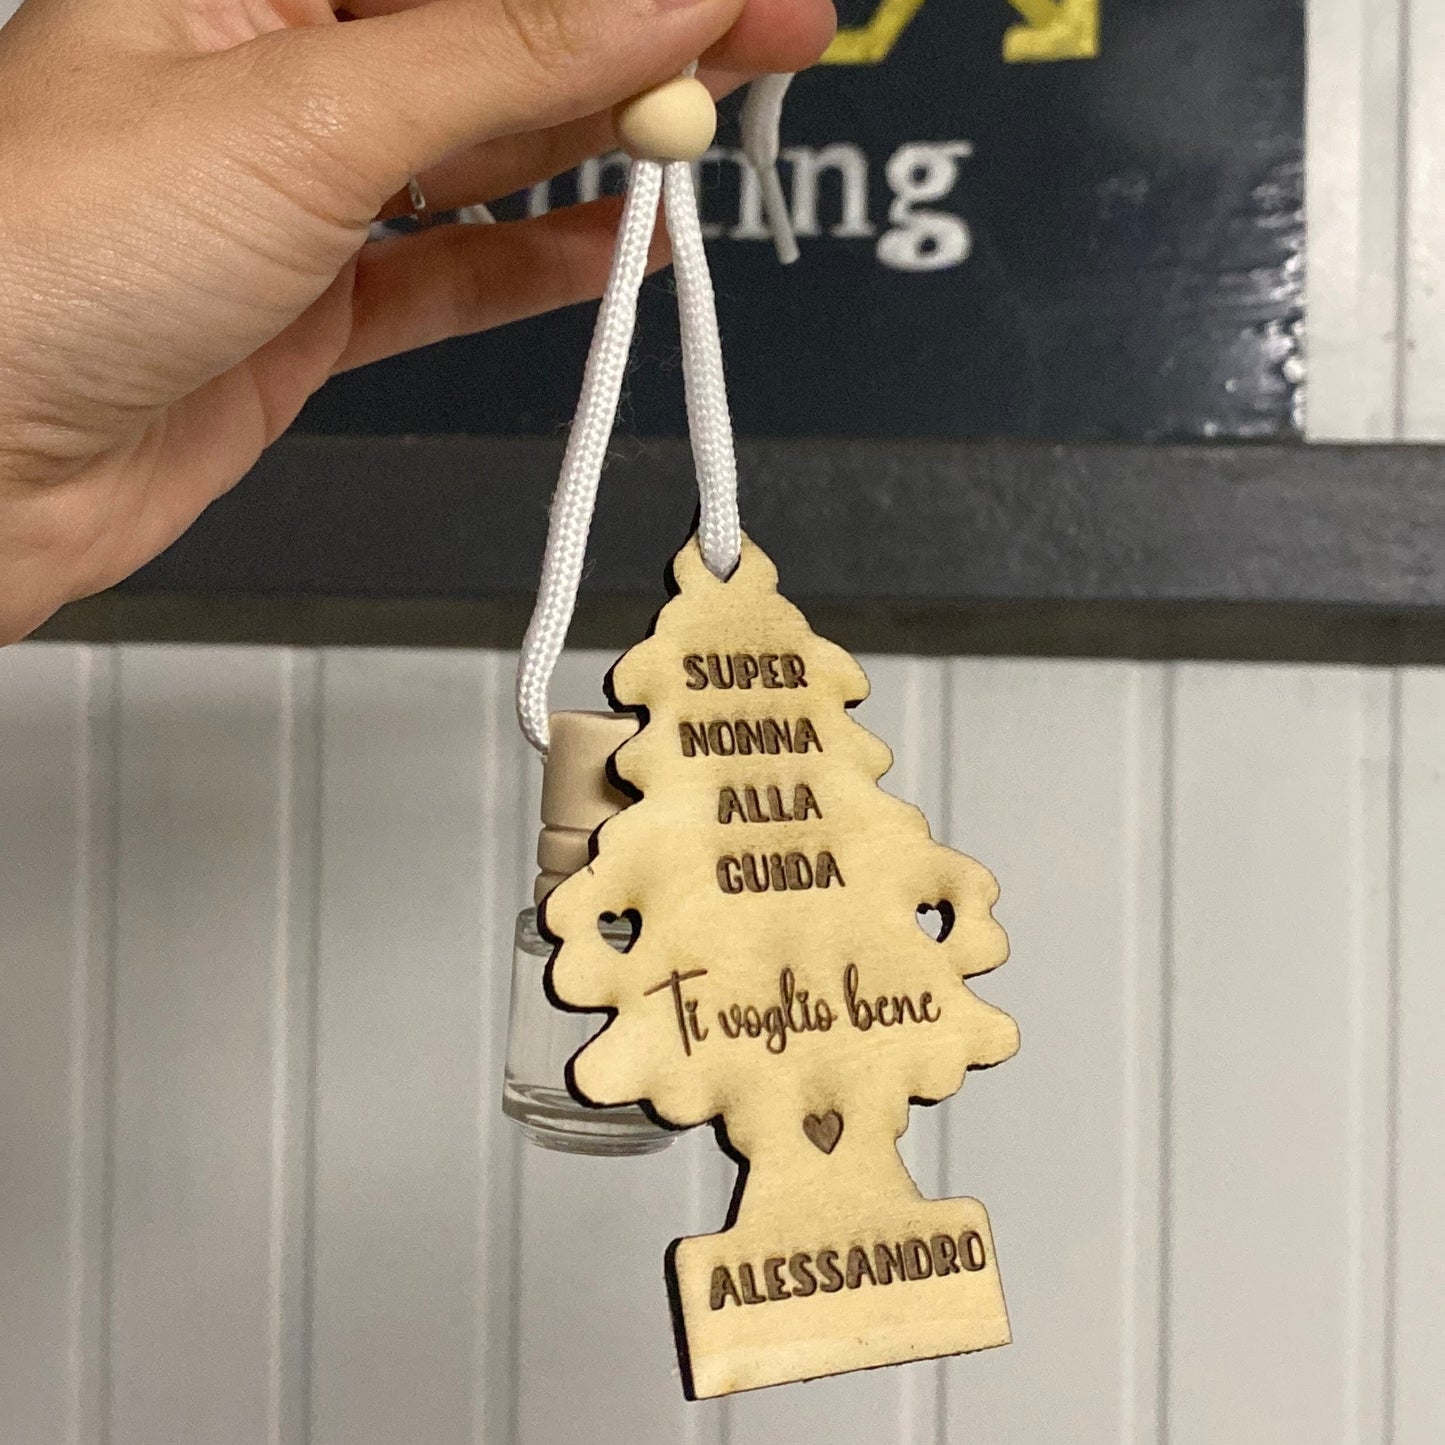 SUPER
NONNA
ALLA
GUiDA
Ti voglio bene
ALESSANDRO